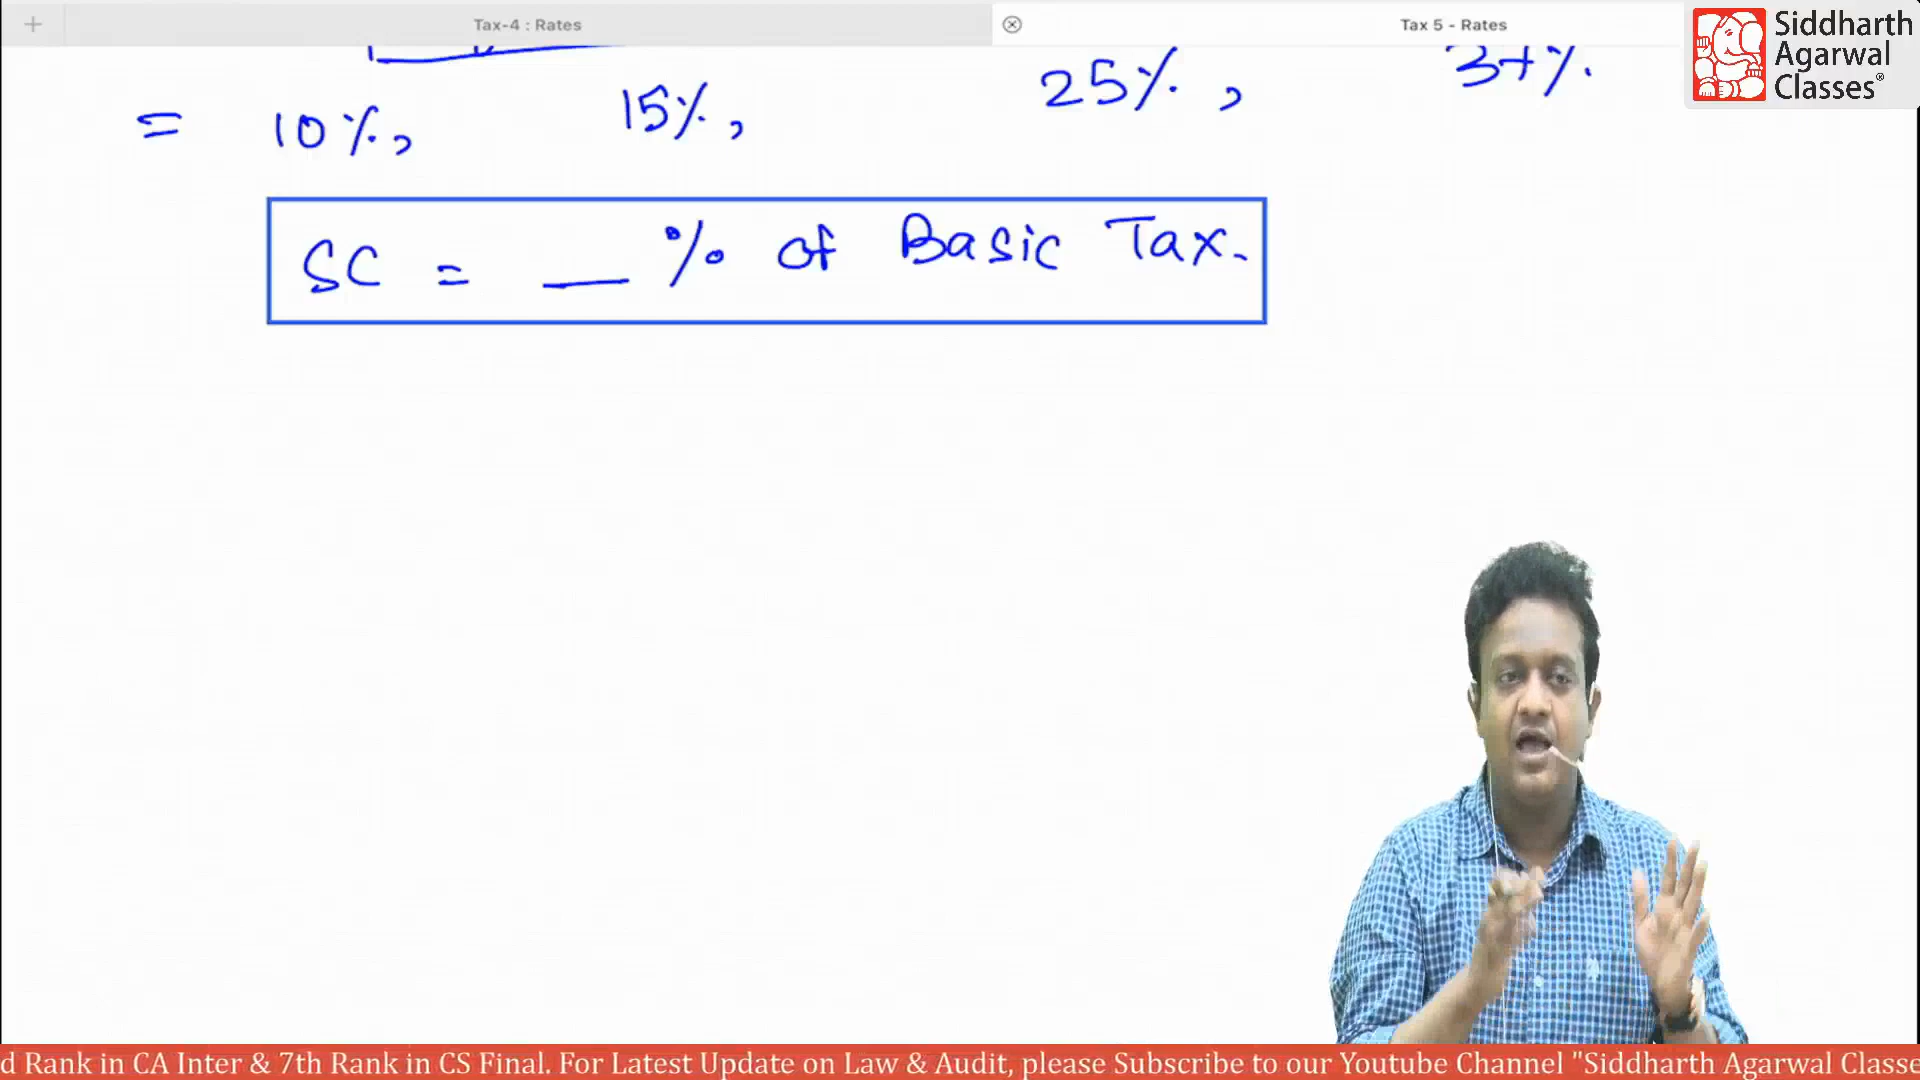 Tax-4 : Rates
Tax 5 - Rates
Siddharth
Agarwal
Classes®
= 10%, 15%, 25%, 37%.
SC = __ % of Basic Tax.
d Rank in CA Inter & 7th Rank in CS Final. For Latest Update on Law & Audit, please Subscribe to our Youtube Channel "Siddharth Agarwal Classe